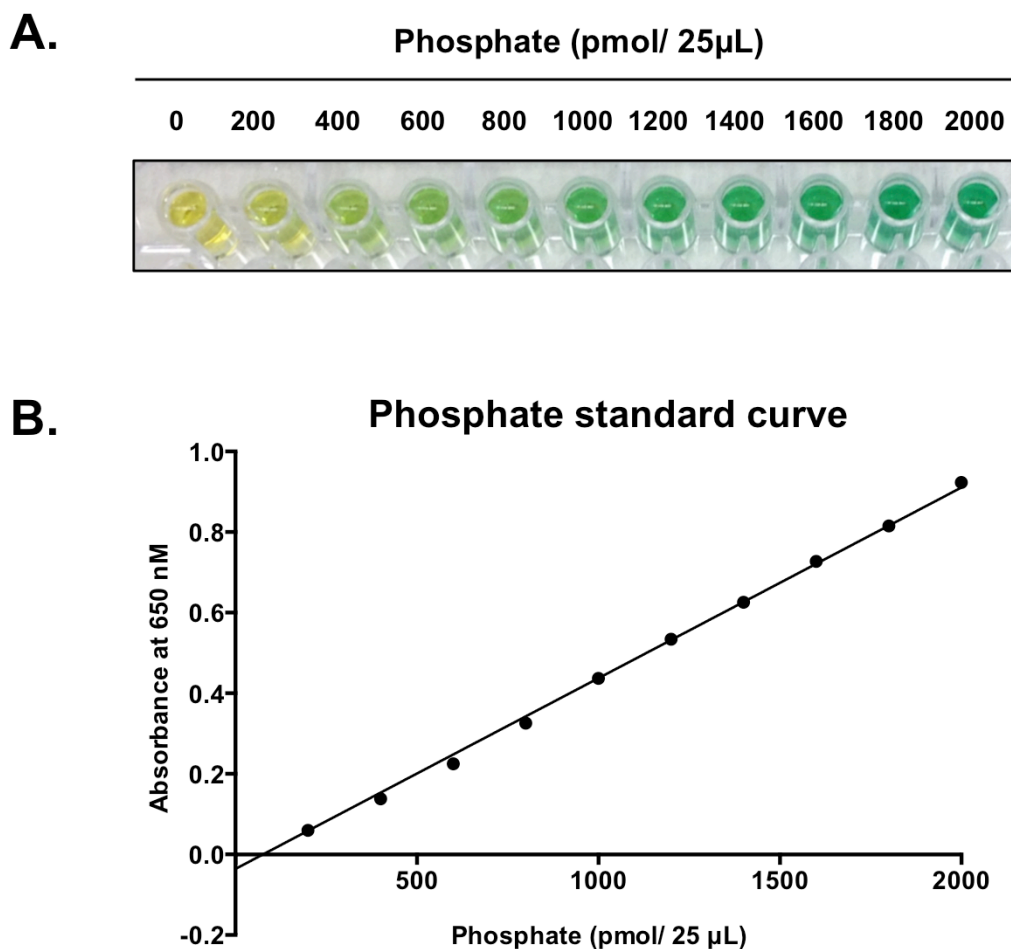 A.
Phosphate (pmol/ 25µL)
0 200 400 600 800 1000 1200 1400 1600 1800 2000
B.
Phosphate standard curve
1.0
0.8
0.6
0.4
0.2
0.0
-0.2
Absorbance at 650 nM
500 1000 1500 2000
Phosphate (pmol/ 25 µL)